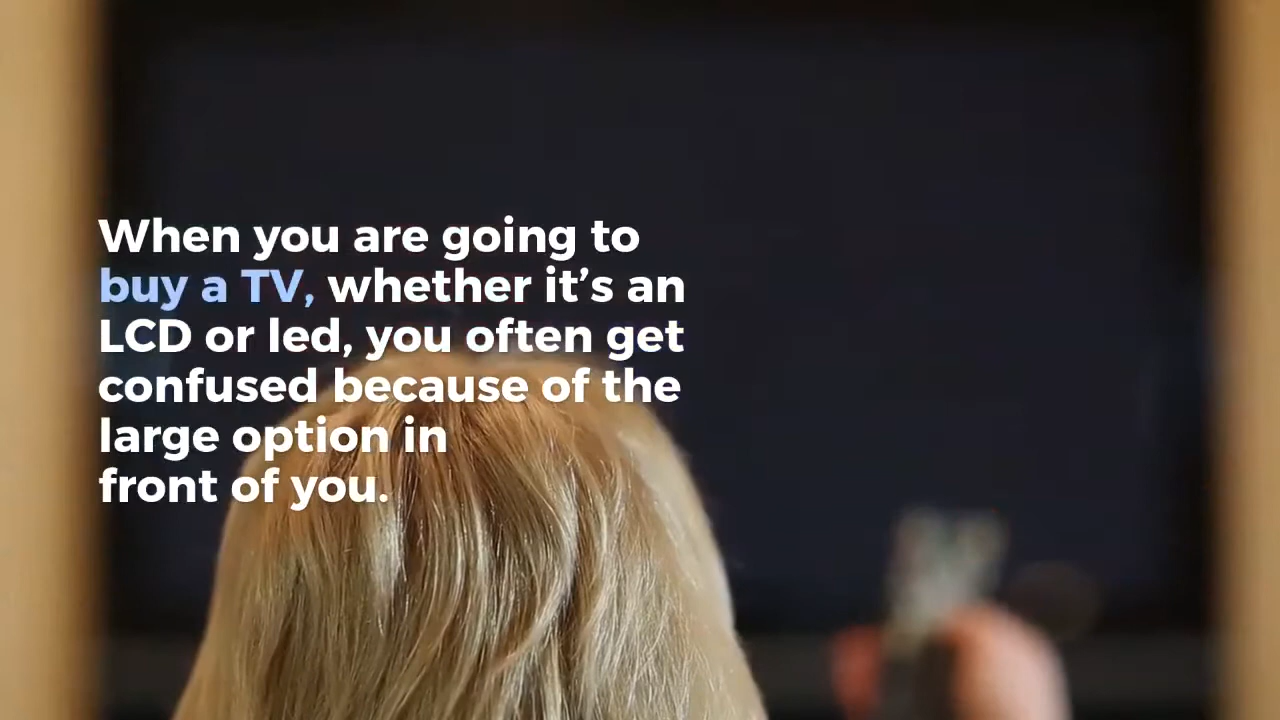 When you are going to
buy a TV, whether it’s an
LCD or led, you often get
confused because of the
large option in
front of you.